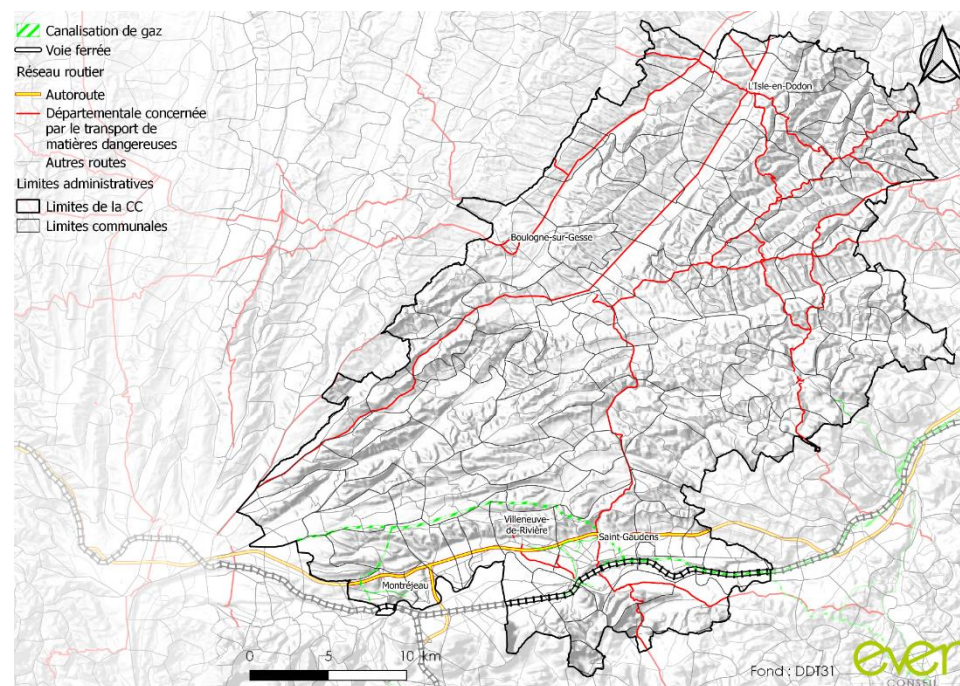 Canalisation de gaz
Voie ferrée
Réseau routier
Autoroute
Départementale concernée
par le transport de
matières dangereuses
Autres routes
Limites administratives
Limites de la CC
Limites communales
L'Isle-en-Dodon
Boulogne-sur-Gesse
Villeneuve-
de-Rivière
Saint-Gaudens
Montréjeau
0 5 10 km
Fond : DDT31
ever
CONSEIL